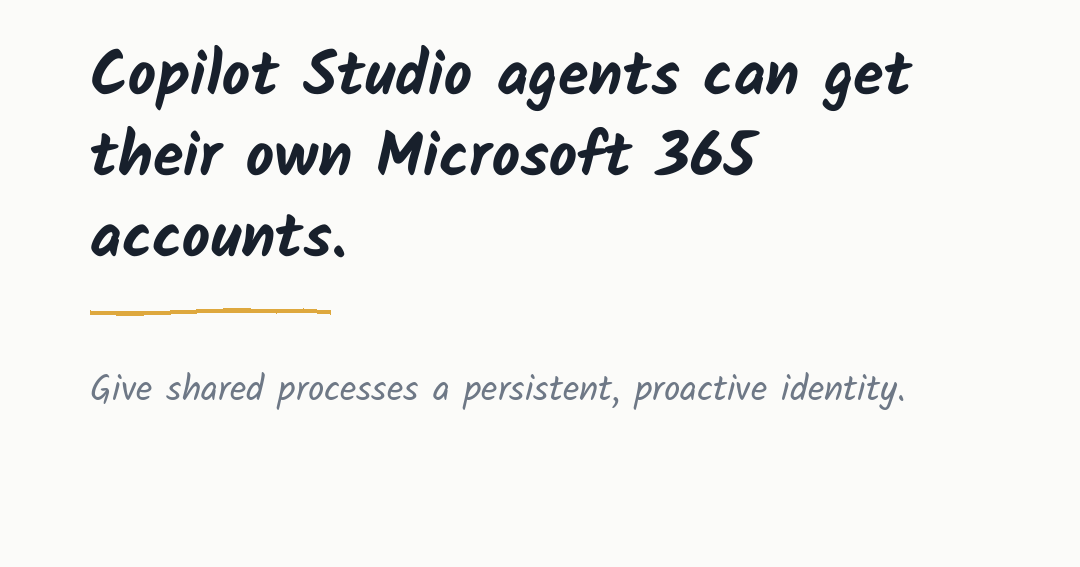 Copilot Studio agents can get
their own Microsoft 365
accounts.
Give shared processes a persistent, proactive identity.